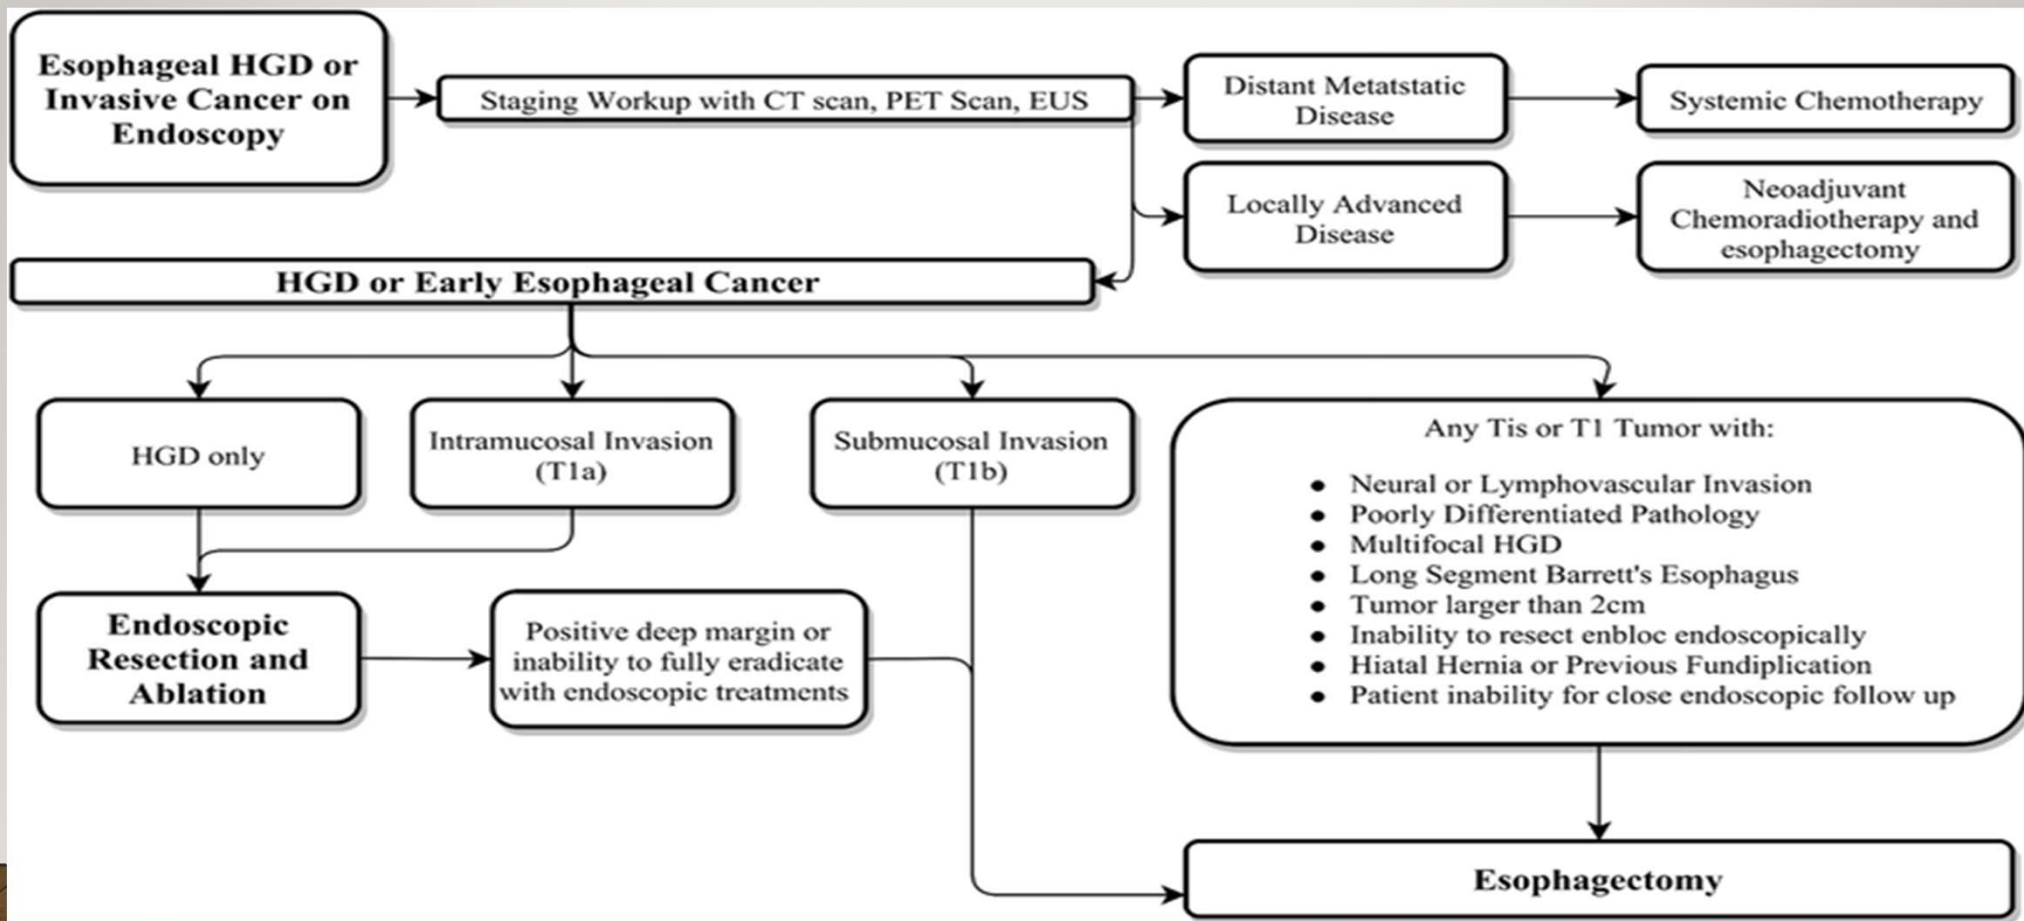 Esophageal HGD or
Invasive Cancer on
Endoscopy
Staging Workup with CT scan, PET Scan, EUS
Distant Metatstatic
Disease
Systemic Chemotherapy
Locally Advanced
Disease
Neoadjuvant
Chemoradiotherapy and
esophagectomy
HGD or Early Esophageal Cancer
HGD only
Intramucosal Invasion
(T1a)
Submucosal Invasion
(T1b)
Any Tis or T1 Tumor with:
● Neural or Lymphovascular Invasion
● Poorly Differentiated Pathology
● Multifocal HGD
● Long Segment Barrett's Esophagus
● Tumor larger than 2cm
● Inability to resect enbloc endoscopically
● Hiatal Hernia or Previous Fundiplication
● Patient inability for close endoscopic follow up
Endoscopic
Resection and
Ablation
Positive deep margin or
inability to fully eradicate
with endoscopic treatments
Esophagectomy